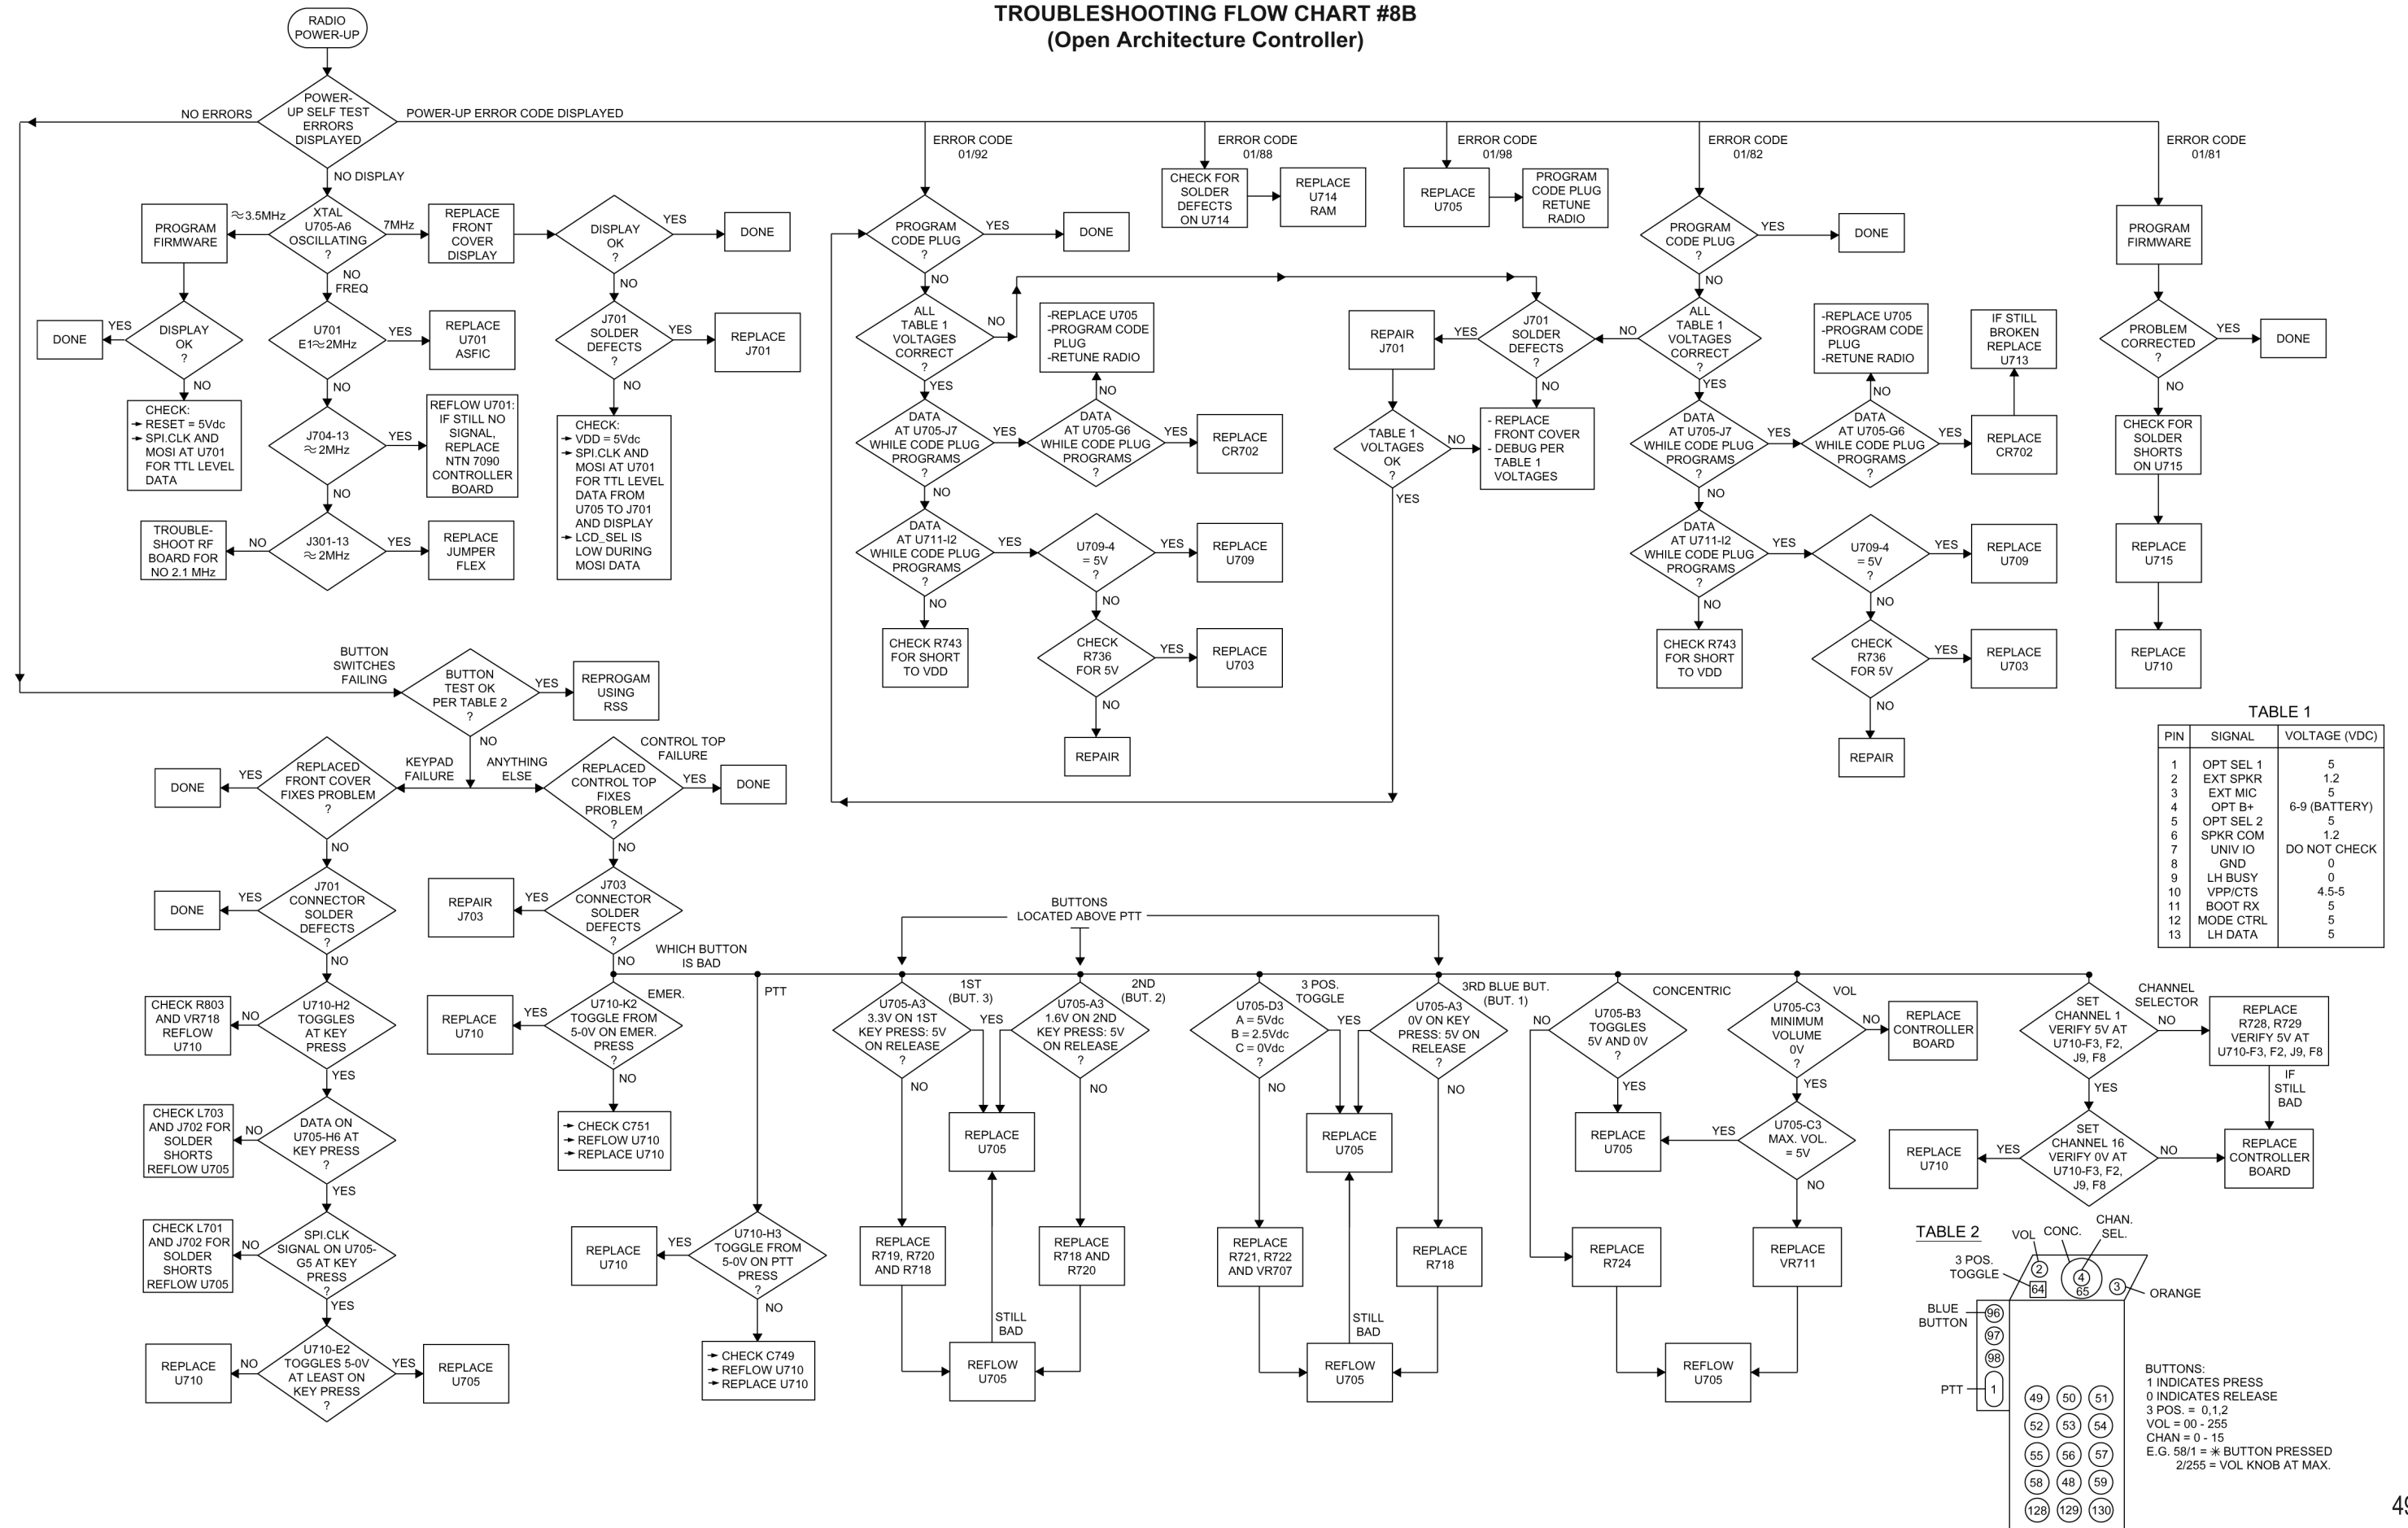 TROUBLESHOOTING FLOW CHART #8B
(Open Architecture Controller)
RADIO
POWER-UP
POWER-
UP SELF TEST
ERRORS
DISPLAYED
NO ERRORS
POWER-UP ERROR CODE DISPLAYED
NO DISPLAY
XTAL
U705-A6
OSCILLATING
?
≈3.5MHz
7MHz
NO
FREQ
PROGRAM
FIRMWARE
DISPLAY
OK
?
YES
DONE
NO
CHECK:
RESET = 5Vdc
SPI.CLK AND
MOSI AT U701
FOR TTL LEVEL
DATA
REPLACE
FRONT
COVER
DISPLAY
DISPLAY
OK
?
YES
DONE
NO
J701
SOLDER
DEFECTS
?
YES
REPLACE
J701
NO
CHECK:
VDD = 5Vdc
SPI.CLK AND
MOSI AT U701
FOR TTL LEVEL
DATA FROM
U705 TO J701
AND DISPLAY
LCD_SEL IS
LOW DURING
MOSI DATA
U701
E1≈2MHz
YES
REPLACE
U701
ASFIC
NO
J704-13
≈2MHz
YES
REFLOW U701:
IF STILL NO
SIGNAL,
REPLACE
NTN 7090
CONTROLLER
BOARD
NO
J301-13
≈2MHz
YES
REPLACE
JUMPER
FLEX
NO
TROUBLE-
SHOOT RF
BOARD FOR
NO 2.1 MHz
ERROR CODE
01/92
PROGRAM
CODE PLUG
?
YES
DONE
NO
ALL
TABLE 1
VOLTAGES
CORRECT
?
NO
YES
DATA
AT U705-J7
WHILE CODE PLUG
PROGRAMS
?
YES
DATA
AT U705-G6
WHILE CODE PLUG
PROGRAMS
?
NO
-REPLACE U705
-PROGRAM CODE
PLUG
-RETUNE RADIO
YES
REPLACE
CR702
NO
DATA
AT U711-I2
WHILE CODE PLUG
PROGRAMS
?
YES
U709-4
= 5V
?
YES
REPLACE
U709
NO
CHECK
R736
FOR 5V
YES
REPLACE
U703
NO
REPAIR
NO
CHECK R743
FOR SHORT
TO VDD
ERROR CODE
01/88
CHECK FOR
SOLDER
DEFECTS
ON U714
REPLACE
U714
RAM
ERROR CODE
01/98
REPLACE
U705
PROGRAM
CODE PLUG
RETUNE
RADIO
ERROR CODE
01/82
PROGRAM
CODE PLUG
?
YES
DONE
NO
ALL
TABLE 1
VOLTAGES
CORRECT
?
NO
J701
SOLDER
DEFECTS
?
YES
REPAIR
J701
NO
- REPLACE
FRONT COVER
- DEBUG PER
TABLE 1
VOLTAGES
TABLE 1
VOLTAGES
OK
?
NO
YES
YES
DATA
AT U705-J7
WHILE CODE PLUG
PROGRAMS
?
YES
DATA
AT U705-G6
WHILE CODE PLUG
PROGRAMS
?
NO
-REPLACE U705
-PROGRAM CODE
PLUG
-RETUNE RADIO
YES
REPLACE
CR702
IF STILL
BROKEN
REPLACE
U713
NO
DATA
AT U711-I2
WHILE CODE PLUG
PROGRAMS
?
YES
U709-4
= 5V
?
YES
REPLACE
U709
NO
CHECK
R736
FOR 5V
YES
REPLACE
U703
NO
REPAIR
NO
CHECK R743
FOR SHORT
TO VDD
ERROR CODE
01/81
PROGRAM
FIRMWARE
PROBLEM
CORRECTED
?
YES
DONE
NO
CHECK FOR
SOLDER
SHORTS
ON U715
REPLACE
U715
REPLACE
U710
BUTTON
SWITCHES
FAILING
BUTTON
TEST OK
PER TABLE 2
?
YES
REPROGAM
USING
RSS
NO
KEYPAD
FAILURE
ANYTHING
ELSE
CONTROL TOP
FAILURE
REPLACED
FRONT COVER
FIXES PROBLEM
?
YES
DONE
NO
J701
CONNECTOR
SOLDER
DEFECTS
?
YES
DONE
NO
U710-H2
TOGGLES
AT KEY
PRESS
NO
CHECK R803
AND VR718
REFLOW
U710
YES
DATA ON
U705-H6 AT
KEY PRESS
?
NO
CHECK L703
AND J702 FOR
SOLDER
SHORTS
REFLOW U705
YES
SPI.CLK
SIGNAL ON U705-
G5 AT KEY
PRESS
?
NO
CHECK L701
AND J702 FOR
SOLDER
SHORTS
REFLOW U705
YES
U710-E2
TOGGLES 5-0V
AT LEAST ON
KEY PRESS
?
NO
REPLACE
U710
YES
REPLACE
U705
REPLACED
CONTROL TOP
FIXES
PROBLEM
?
YES
DONE
NO
J703
CONNECTOR
SOLDER
DEFECTS
?
YES
REPAIR
J703
NO
WHICH BUTTON
IS BAD
EMER.
U710-K2
TOGGLE FROM
5-0V ON EMER.
PRESS
?
YES
REPLACE
U710
NO
CHECK C751
REFLOW U710
REPLACE U710
PTT
U710-H3
TOGGLE FROM
5-0V ON PTT
PRESS
?
YES
REPLACE
U710
NO
CHECK C749
REFLOW U710
REPLACE U710
BUTTONS
LOCATED ABOVE PTT
1ST
(BUT. 3)
U705-A3
3.3V ON 1ST
KEY PRESS: 5V
ON RELEASE
?
YES
NO
REPLACE
R719, R720
AND R718
2ND
(BUT. 2)
U705-A3
1.6V ON 2ND
KEY PRESS: 5V
ON RELEASE
?
YES
NO
REPLACE
R718 AND
R720
REPLACE
U705
STILL
BAD
REFLOW
U705
3 POS.
TOGGLE
U705-D3
A = 5Vdc
B = 2.5Vdc
C = 0Vdc
?
YES
NO
REPLACE
R721, R722
AND VR707
3RD BLUE BUT.
(BUT. 1)
U705-A3
0V ON KEY
PRESS: 5V ON
RELEASE
?
NO
REPLACE
R718
REPLACE
U705
STILL
BAD
REFLOW
U705
CONCENTRIC
U705-B3
TOGGLES
5V AND 0V
?
NO
REPLACE
R724
YES
REPLACE
U705
VOL
U705-C3
MINIMUM
VOLUME
0V
?
NO
REPLACE
CONTROLLER
BOARD
YES
U705-C3
MAX. VOL.
= 5V
YES
NO
REPLACE
VR711
REFLOW
U705
CHANNEL
SELECTOR
SET
CHANNEL 1
VERIFY 5V AT
U710-F3, F2,
J9, F8
NO
REPLACE
R728, R729
VERIFY 5V AT
U710-F3, F2, J9, F8
IF
STILL
BAD
YES
SET
CHANNEL 16
VERIFY 0V AT
U710-F3, F2,
J9, F8
YES
REPLACE
U710
NO
REPLACE
CONTROLLER
BOARD
TABLE 1
PIN SIGNAL VOLTAGE (VDC)
1 OPT SEL 1 5
2 EXT SPKR 1.2
3 EXT MIC 5
4 OPT B+ 6-9 (BATTERY)
5 OPT SEL 2 5
6 SPKR COM 1.2
7 UNIV IO DO NOT CHECK
8 GND 0
9 LH BUSY 0
10 VPP/CTS 4.5-5
11 BOOT RX 5
12 MODE CTRL 5
13 LH DATA 5
TABLE 2
VOL
CONC.
CHAN.
SEL.
3 POS.
TOGGLE
2
64
4
65
3
ORANGE
BLUE
BUTTON
96
97
98
PTT
1
49 50 51
52 53 54
55 56 57
58 48 59
128 129 130
BUTTONS:
1 INDICATES PRESS
0 INDICATES RELEASE
3 POS. = 0,1,2
VOL = 00 - 255
CHAN = 0 - 15
E.G. 58/1 = ✳ BUTTON PRESSED
2/255 = VOL KNOB AT MAX.